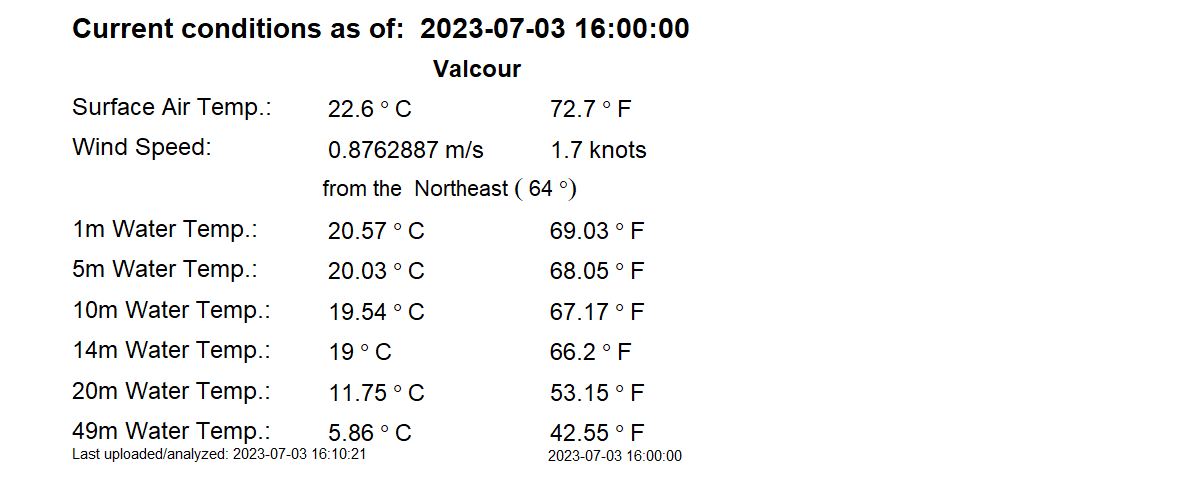 Current conditions as of:  2023-07-03 16:00:00
Valcour
Surface Air Temp.: 22.6 ° C 72.7 ° F
Wind Speed: 0.8762887 m/s 1.7 knots
from the  Northeast ( 64 °)
1m Water Temp.: 20.57 ° C 69.03 ° F
5m Water Temp.: 20.03 ° C 68.05 ° F
10m Water Temp.: 19.54 ° C 67.17 ° F
14m Water Temp.: 19 ° C 66.2 ° F
20m Water Temp.: 11.75 ° C 53.15 ° F
49m Water Temp.: 5.86 ° C 42.55 ° F
Last uploaded/analyzed: 2023-07-03 16:10:21 2023-07-03 16:00:00